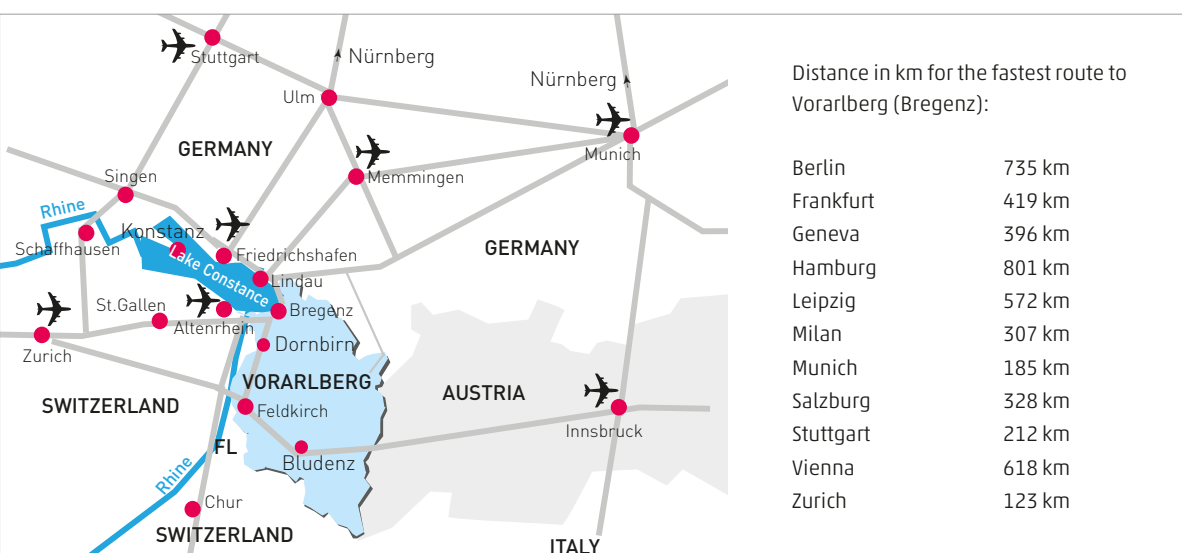 Stuttgart
Nürnberg
Nürnberg
Ulm
Munich
GERMANY
Memmingen
Singen
Rhine
Konstanz
Schaffhausen
Friedrichshafen
GERMANY
Lake Constance
Lindau
St.Gallen
Bregenz
Altenrhein
Zurich
Dornbirn
VORARLBERG
AUSTRIA
SWITZERLAND
Feldkirch
Innsbruck
FL
Bludenz
Rhine
Chur
SWITZERLAND
ITALY
Distance in km for the fastest route to
Vorarlberg (Bregenz):
Berlin 735 km
Frankfurt 419 km
Geneva 396 km
Hamburg 801 km
Leipzig 572 km
Milan 307 km
Munich 185 km
Salzburg 328 km
Stuttgart 212 km
Vienna 618 km
Zurich 123 km